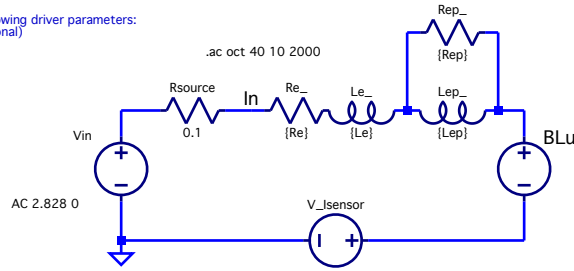 owing driver parameters:
onal)
.ac oct 40 10 2000
Rep_
{Rep}
Rsource
0.1
In
Re_
{Re}
Le_
{Le}
Lep_
{Lep}
Vin
AC 2.828 0
BLu
V_Isensor